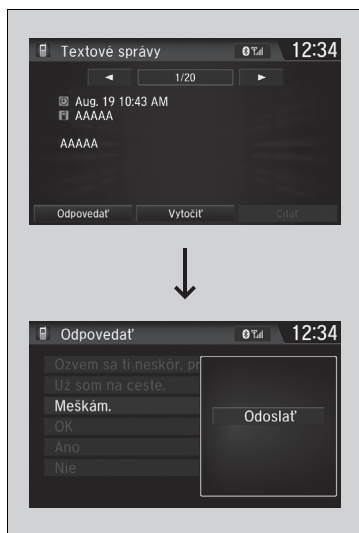 Textové správy 12:34
1/20
Aug. 19 10:43 AM
AAAAA
AAAAA
Odpovedať Vytočiť Čítať
Odpovedať 12:34
Ozvem sa ti neskôr, pr
Už som na ceste.
Meškám.
OK
Áno
Nie
Odoslať